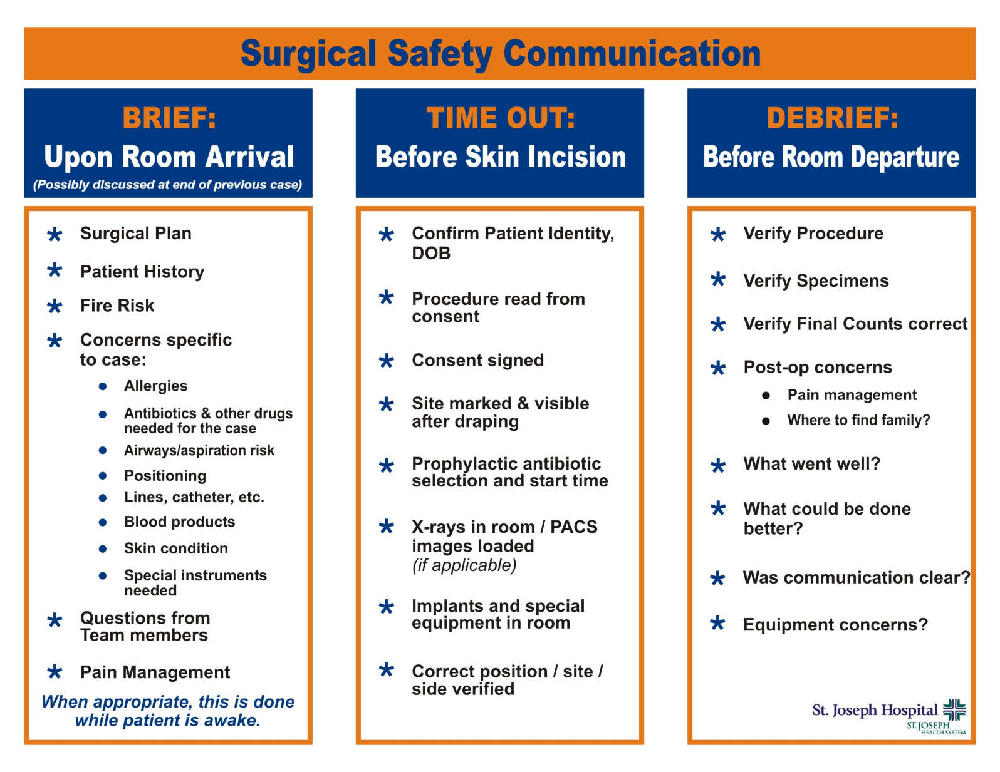 Surgical Safety Communication
BRIEF:
Upon Room Arrival
(Possibly discussed at end of previous case)
* Surgical Plan
* Patient History
* Fire Risk
* Concerns specific
to case:
● Allergies
● Antibiotics & other drugs
needed for the case
● Airways/aspiration risk
● Positioning
● Lines, catheter, etc.
● Blood products
● Skin condition
● Special instruments
needed
* Questions from
Team members
* Pain Management
When appropriate, this is done
while patient is awake.
TIME OUT:
Before Skin Incision
* Confirm Patient Identity,
DOB
* Procedure read from
consent
* Consent signed
* Site marked & visible
after draping
* Prophylactic antibiotic
selection and start time
* X-rays in room / PACS
images loaded
(if applicable)
* Implants and special
equipment in room
* Correct position / site /
side verified
DEBRIEF:
Before Room Departure
* Verify Procedure
* Verify Specimens
* Verify Final Counts correct
* Post-op concerns
● Pain management
● Where to find family?
* What went well?
* What could be done
better?
* Was communication clear?
* Equipment concerns?
St. Joseph Hospital
ST. JOSEPH
HEALTH SYSTEM